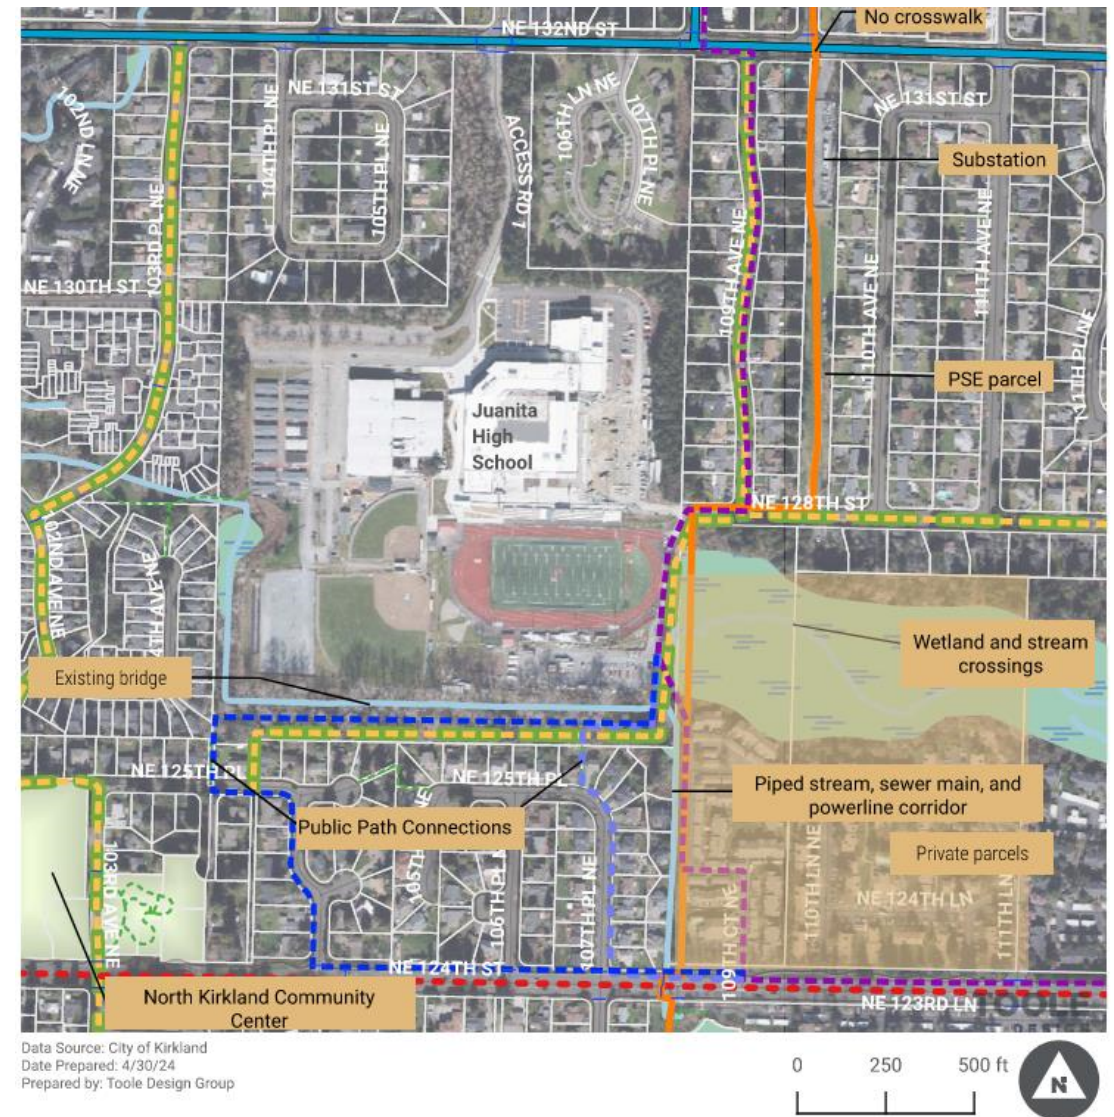 No crosswalk
NE 132ND ST
102ND LN NE
NE 131ST ST
104TH PL NE
105TH PL NE
ACCESS RD 1
106TH LN NE
107TH PL NE
NE 131ST ST
Substation
103RD PL NE
109TH AVE NE
111TH AVE NE
NE 130TH ST
110TH AVE NE
111TH PL NE
PSE parcel
Juanita
High
School
NE 128TH ST
102ND AVE NE
Wetland and stream
crossings
Existing bridge
NE 125TH PL
NE 125TH PL
Piped stream, sewer main, and
powerline corridor
Public Path Connections
Private parcels
103RD AVE NE
106TH PL N
107TH PL NE
110TH LN NE
NE 124TH LN
111TH LN
109TH CT NE
NE 124TH ST
North Kirkland Community
Center
NE 123RD LN
Data Source: City of Kirkland
Date Prepared: 4/30/24
Prepared by: Toole Design Group
0 250 500 ft
N